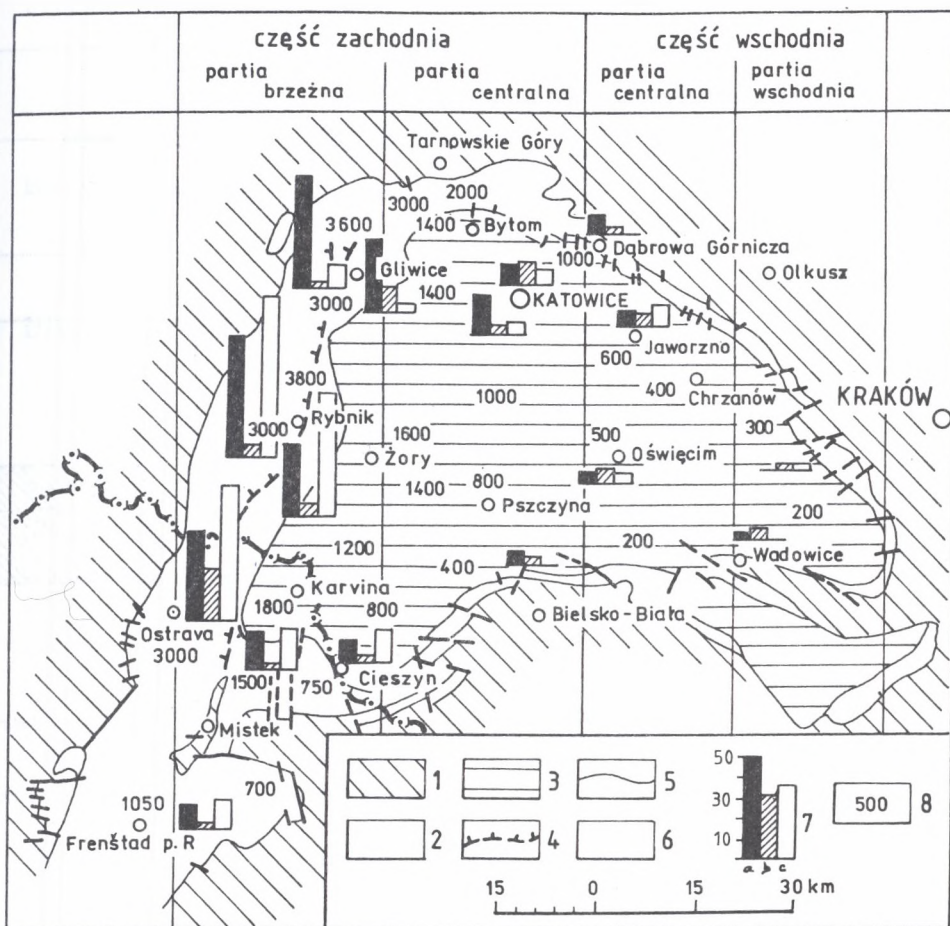 część zachodnia część wschodnia
partia brzeżna partia centralna partia centralna partia wschodnia
Tarnowskie Góry
3000 2000
3600 1400 Bytom
Dąbrowa Górnicza
1000
Gliwice Olkusz
3000 1400 KATOWICE
Jaworzno
600
3800 400
1000 Chrzanów KRAKÓW
3000 Rybnik
1600 500 300
Żory Oświęcim
1400 800
Pszczyna 200
1200 200
400 Wadowice
Karvina
1800 800 Bielsko-Biała
Ostrava
3000
1500 750 Cieszyn
Mistek
700
1050
Frenštad p. R
1 3 5 50 7 500 8
30
2 4 6 10
a b c
15 0 30 km